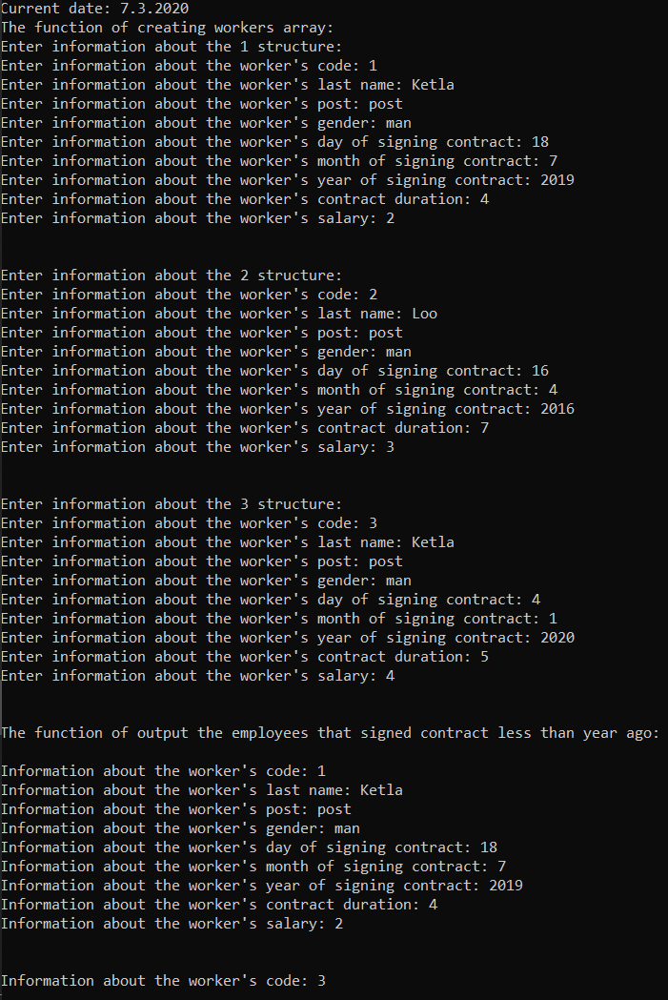 Current date: 7.3.2020
The function of creating workers array:
Enter information about the 1 structure:
Enter information about the worker's code: 1
Enter information about the worker's last name: Ketla
Enter information about the worker's post: post
Enter information about the worker's gender: man
Enter information about the worker's day of signing contract: 18
Enter information about the worker's month of signing contract: 7
Enter information about the worker's year of signing contract: 2019
Enter information about the worker's contract duration: 4
Enter information about the worker's salary: 2
Enter information about the 2 structure:
Enter information about the worker's code: 2
Enter information about the worker's last name: Loo
Enter information about the worker's post: post
Enter information about the worker's gender: man
Enter information about the worker's day of signing contract: 16
Enter information about the worker's month of signing contract: 4
Enter information about the worker's year of signing contract: 2016
Enter information about the worker's contract duration: 7
Enter information about the worker's salary: 3
Enter information about the 3 structure:
Enter information about the worker's code: 3
Enter information about the worker's last name: Ketla
Enter information about the worker's post: post
Enter information about the worker's gender: man
Enter information about the worker's day of signing contract: 4
Enter information about the worker's month of signing contract: 1
Enter information about the worker's year of signing contract: 2020
Enter information about the worker's contract duration: 5
Enter information about the worker's salary: 4
The function of output the employees that signed contract less than year ago:
Information about the worker's code: 1
Information about the worker's last name: Ketla
Information about the worker's post: post
Information about the worker's gender: man
Information about the worker's day of signing contract: 18
Information about the worker's month of signing contract: 7
Information about the worker's year of signing contract: 2019
Information about the worker's contract duration: 4
Information about the worker's salary: 2
Information about the worker's code: 3